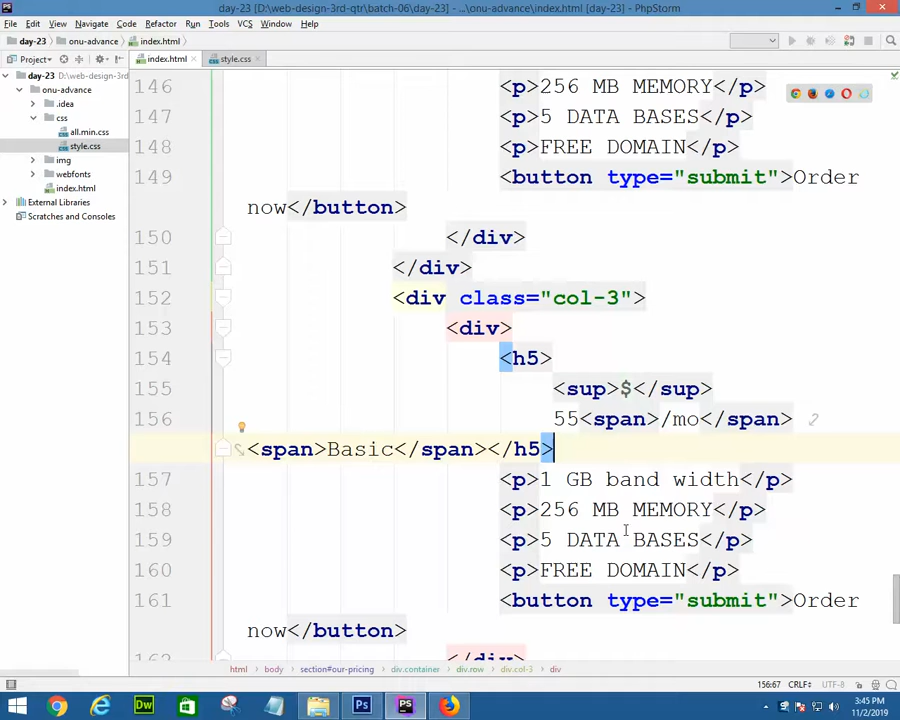 day-23 [D:\web-design-3rd-qtr\batch-06\day-23] - ...\onu-advance\index.html [day-23] - PhpStorm
File Edit View Navigate Code Refactor Run Tools VCS Window Help
day-23 onu-advance index.html
Project index.html style.css
day-23 D:\web-design-3rd
onu-advance
.idea
css
all.min.css
style.css
img
webfonts
index.html
External Libraries
Scratches and Consoles
146 <p>256 MB MEMORY</p>
147 <p>5 DATA BASES</p>
148 <p>FREE DOMAIN</p>
149 <button type="submit">Order
now</button>
150 </div>
151 </div>
152 <div class="col-3">
153 <div>
154 <h5>
155 <sup>$</sup>
156 55<span>/mo</span>
<span>Basic</span></h5>
157 <p>1 GB band width</p>
158 <p>256 MB MEMORY</p>
159 <p>5 DATA BASES</p>
160 <p>FREE DOMAIN</p>
161 <button type="submit">Order
now</button>
162 </div>
html body section#our-pricing div.container div.row div.col-3 div
156:67 CRLF UTF-8
3:45 PM
11/2/2019